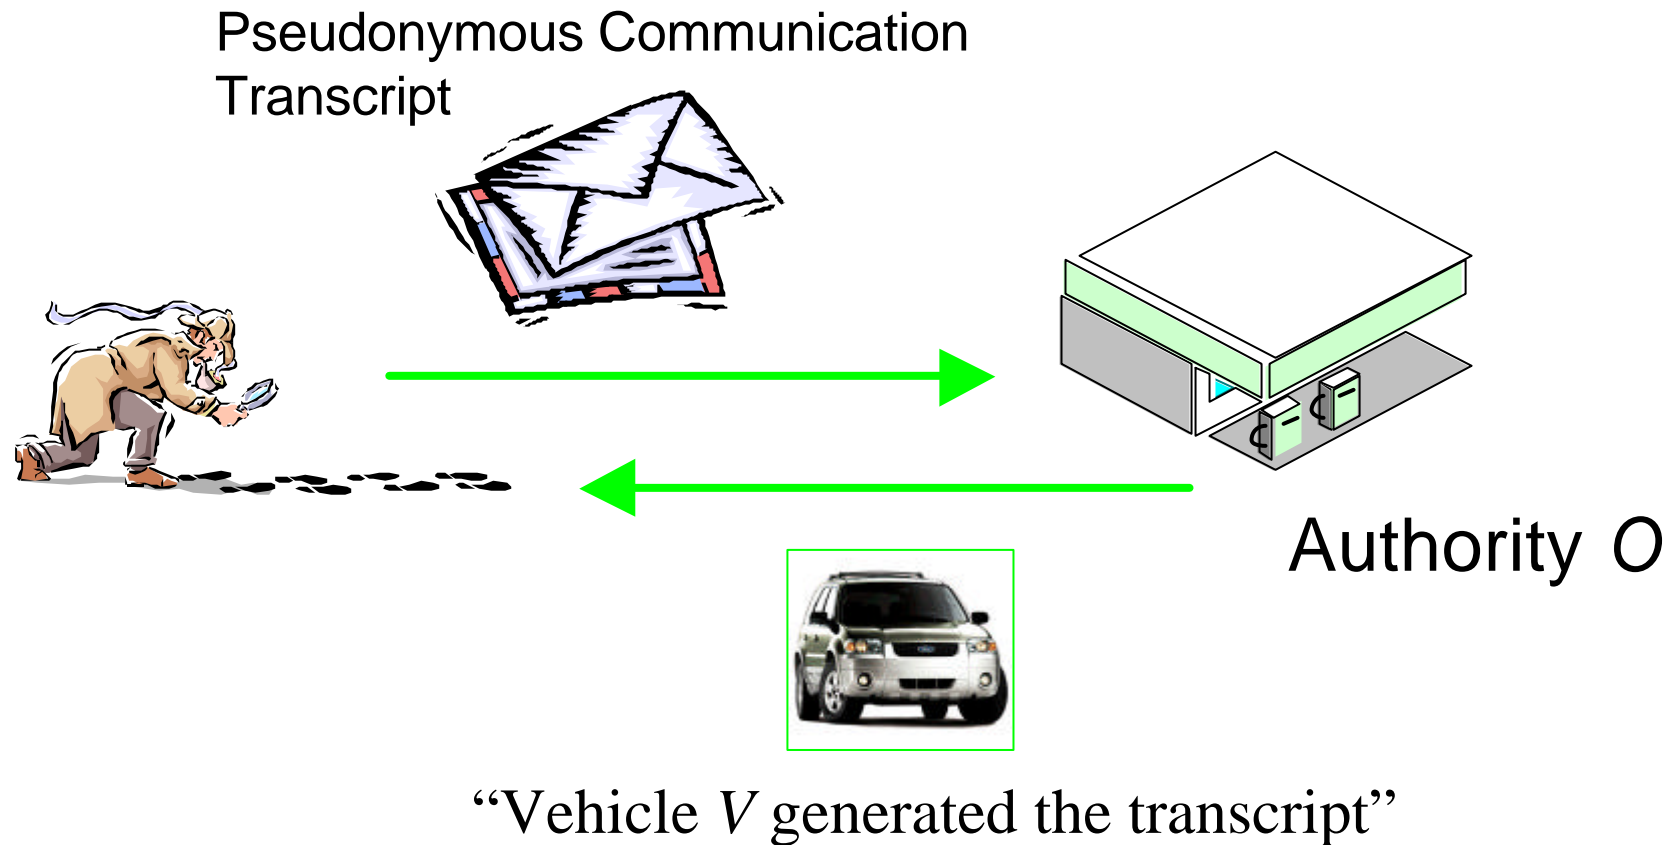 Pseudonymous Communication
Transcript
Authority O
“Vehicle V generated the transcript”